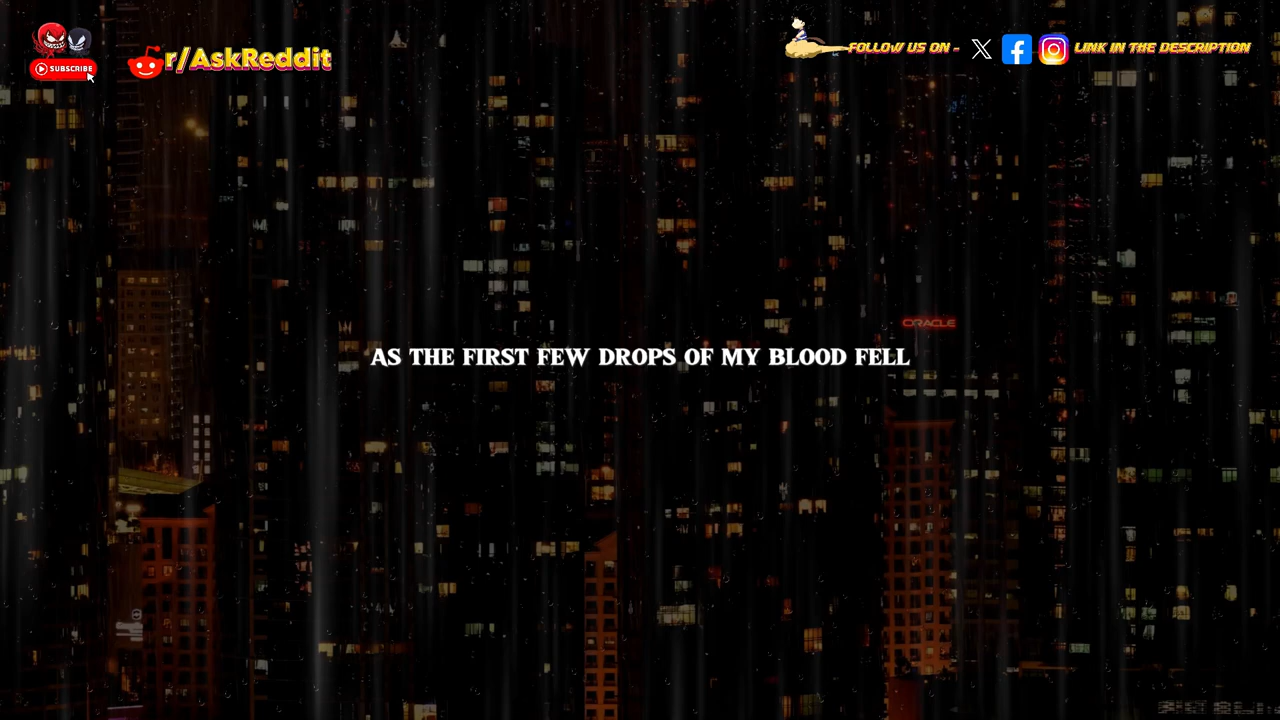 SUBSCRIBE
r/AskReddit
FOLLOW US ON -
LINK IN THE DESCRIPTION
ORACLE
AS THE FIRST FEW DROPS OF MY BLOOD FELL